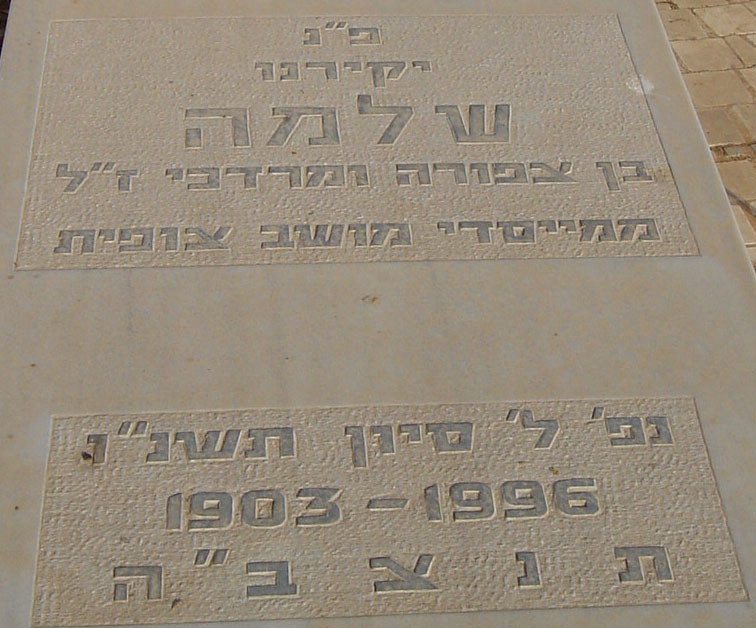 פ"נ
יקירנו
שלמה
בן צפורה ומרדכי ז"ל
ממייסדי מושב צופית
נפ' ל' סיון תשנ"ו
1903 - 1996
ת נ צ ב"ה